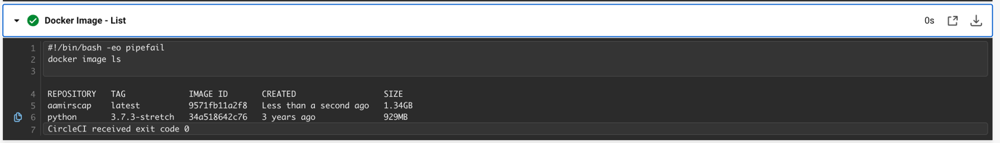 Docker Image - List 0s
1 #!/bin/bash -eo pipefail
2 docker image ls
3
4 REPOSITORY TAG IMAGE ID CREATED SIZE
5 aamirscap latest 9571fb11a2f8 Less than a second ago 1.34GB
6 python 3.7.3-stretch 34a518642c76 3 years ago 929MB
7 CircleCI received exit code 0